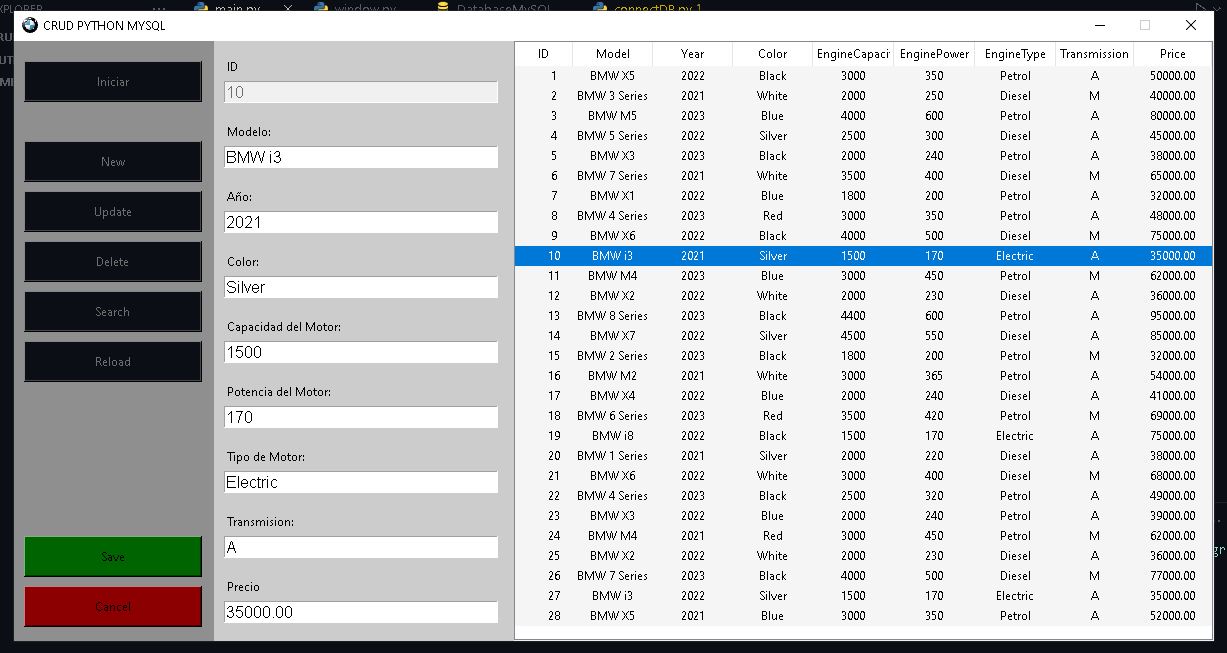 XPLORER
main.py
window.py
DatabaseMySQL
connectDB.py 1
CRUD PYTHON MYSQL
Iniciar
New
Update
Delete
Search
Reload
Save
Cancel
ID
10
Modelo:
BMW i3
Año:
2021
Color:
Silver
Capacidad del Motor:
1500
Potencia del Motor:
170
Tipo de Motor:
Electric
Transmision:
A
Precio
35000.00
ID Model Year Color EngineCapaci EnginePower EngineType Transmission Price
1 BMW X5 2022 Black 3000 350 Petrol A 50000.00
2 BMW 3 Series 2021 White 2000 250 Diesel M 40000.00
3 BMW M5 2023 Blue 4000 600 Petrol A 80000.00
4 BMW 5 Series 2022 Silver 2500 300 Diesel A 45000.00
5 BMW X3 2023 Black 2000 240 Petrol A 38000.00
6 BMW 7 Series 2021 White 3500 400 Diesel M 65000.00
7 BMW X1 2022 Blue 1800 200 Petrol A 32000.00
8 BMW 4 Series 2023 Red 3000 350 Petrol A 48000.00
9 BMW X6 2022 Black 4000 500 Diesel M 75000.00
10 BMW i3 2021 Silver 1500 170 Electric A 35000.00
11 BMW M4 2023 Blue 3000 450 Petrol M 62000.00
12 BMW X2 2022 White 2000 230 Diesel A 36000.00
13 BMW 8 Series 2023 Black 4400 600 Petrol A 95000.00
14 BMW X7 2022 Silver 4500 550 Diesel A 85000.00
15 BMW 2 Series 2023 Black 1800 200 Petrol M 32000.00
16 BMW M2 2021 White 3000 365 Petrol A 54000.00
17 BMW X4 2022 Blue 2000 240 Diesel A 41000.00
18 BMW 6 Series 2023 Red 3500 420 Petrol M 69000.00
19 BMW i8 2022 Black 1500 170 Electric A 75000.00
20 BMW 1 Series 2021 Silver 2000 220 Diesel A 38000.00
21 BMW X6 2022 White 3000 400 Diesel M 68000.00
22 BMW 4 Series 2023 Black 2500 320 Petrol A 49000.00
23 BMW X3 2022 Blue 2000 240 Petrol A 39000.00
24 BMW M4 2021 Red 3000 450 Petrol M 62000.00
25 BMW X2 2022 White 2000 230 Diesel A 36000.00
26 BMW 7 Series 2023 Black 4000 500 Diesel M 77000.00
27 BMW i3 2022 Silver 1500 170 Electric A 35000.00
28 BMW X5 2021 Blue 3000 350 Petrol A 52000.00